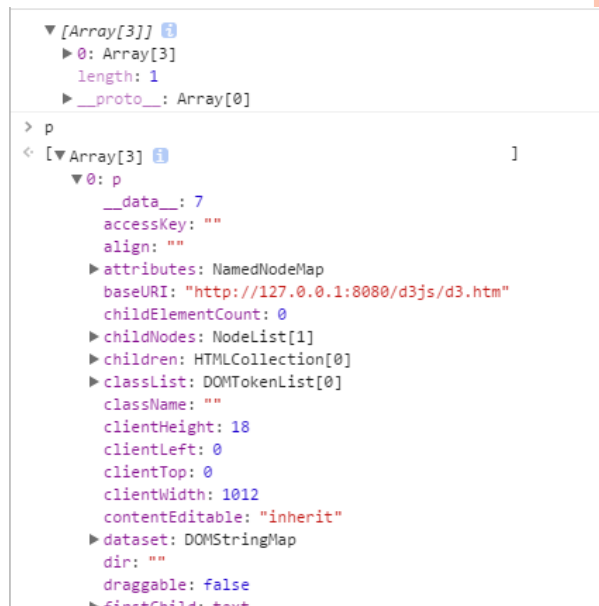 ▼ [Array[3]] i
▶ 0: Array[3]
length: 1
▶ __proto__: Array[0]
> p
<· [▼ Array[3] i ]
▼ 0: p
__data__: 7
accessKey: ""
align: ""
▶ attributes: NamedNodeMap
baseURI: "http://127.0.0.1:8080/d3js/d3.htm"
childElementCount: 0
▶ childNodes: NodeList[1]
▶ children: HTMLCollection[0]
▶ classList: DOMTokenList[0]
className: ""
clientHeight: 18
clientLeft: 0
clientTop: 0
clientWidth: 1012
contentEditable: "inherit"
▶ dataset: DOMStringMap
dir: ""
draggable: false
▶ firstChild: text